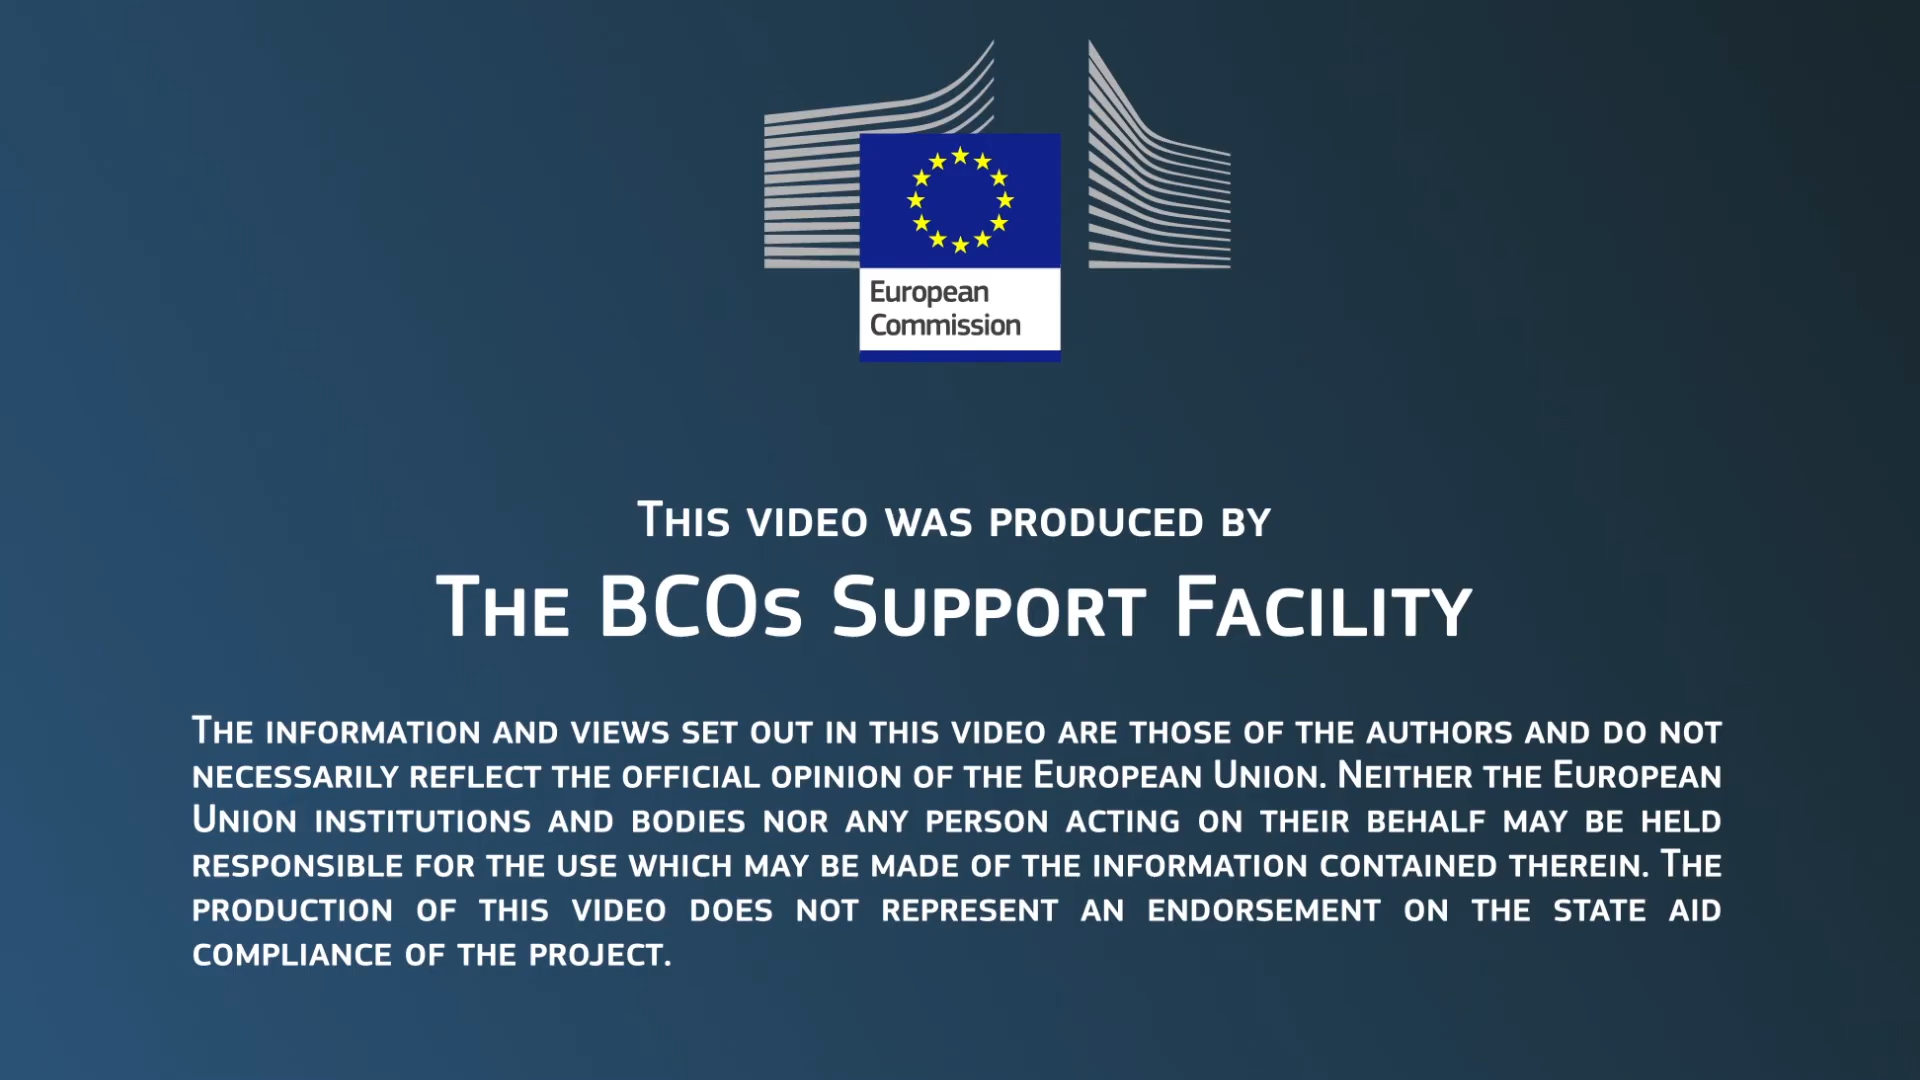 European
Commission
This video was produced by
The BCOs Support Facility
The information and views set out in this video are those of the authors and do not
necessarily reflect the official opinion of the European Union. Neither the European
Union institutions and bodies nor any person acting on their behalf may be held
responsible for the use which may be made of the information contained therein. The
production of this video does not represent an endorsement on the state aid
compliance of the project.